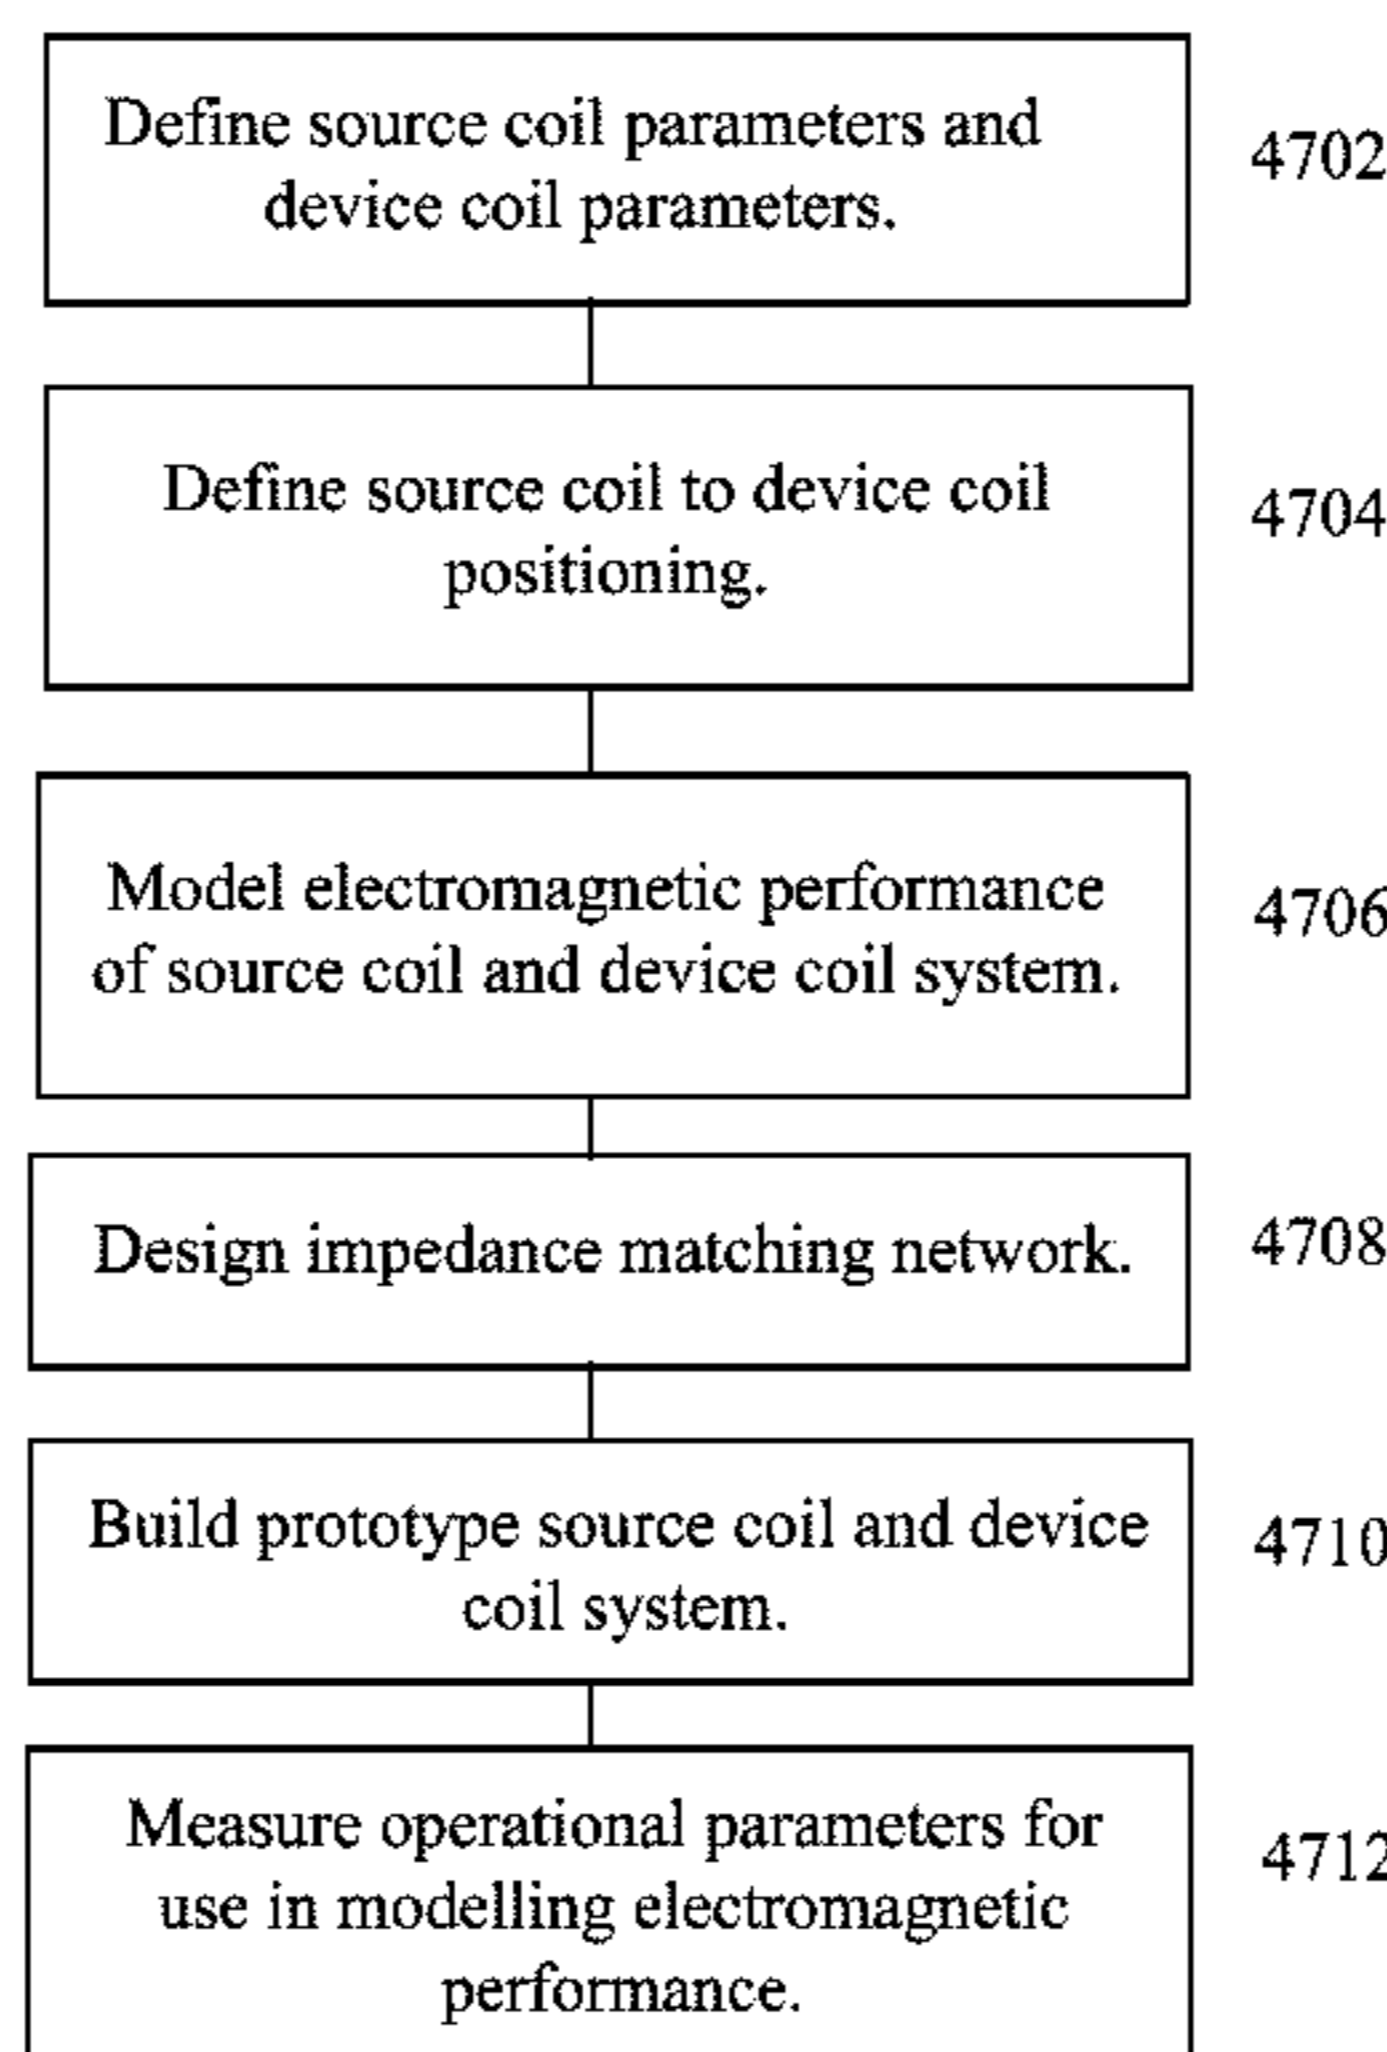 Define source coil parameters and
device coil parameters.
4702
Define source coil to device coil
positioning.
4704
Model electromagnetic performance
of source coil and device coil system.
4706
Design impedance matching network.
4708
Build prototype source coil and device
coil system.
4710
Measure operational parameters for
use in modelling electromagnetic
performance.
4712